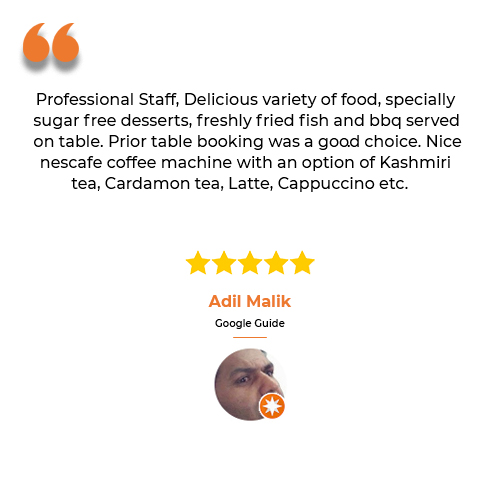 Professional Staff, Delicious variety of food, specially
sugar free desserts, freshly fried fish and bbq served
on table. Prior table booking was a good choice. Nice
nescafe coffee machine with an option of Kashmiri
tea, Cardamon tea, Latte, Cappuccino etc.
Adil Malik
Google Guide